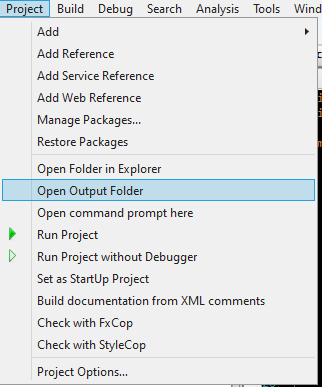 Project Build Debug Search Analysis Tools Wind
Add
Add Reference
Add Service Reference
Add Web Reference
Manage Packages...
Restore Packages
Open Folder in Explorer
Open Output Folder
Open command prompt here
Run Project
Run Project without Debugger
Set as StartUp Project
Build documentation from XML comments
Check with FxCop
Check with StyleCop
Project Options...